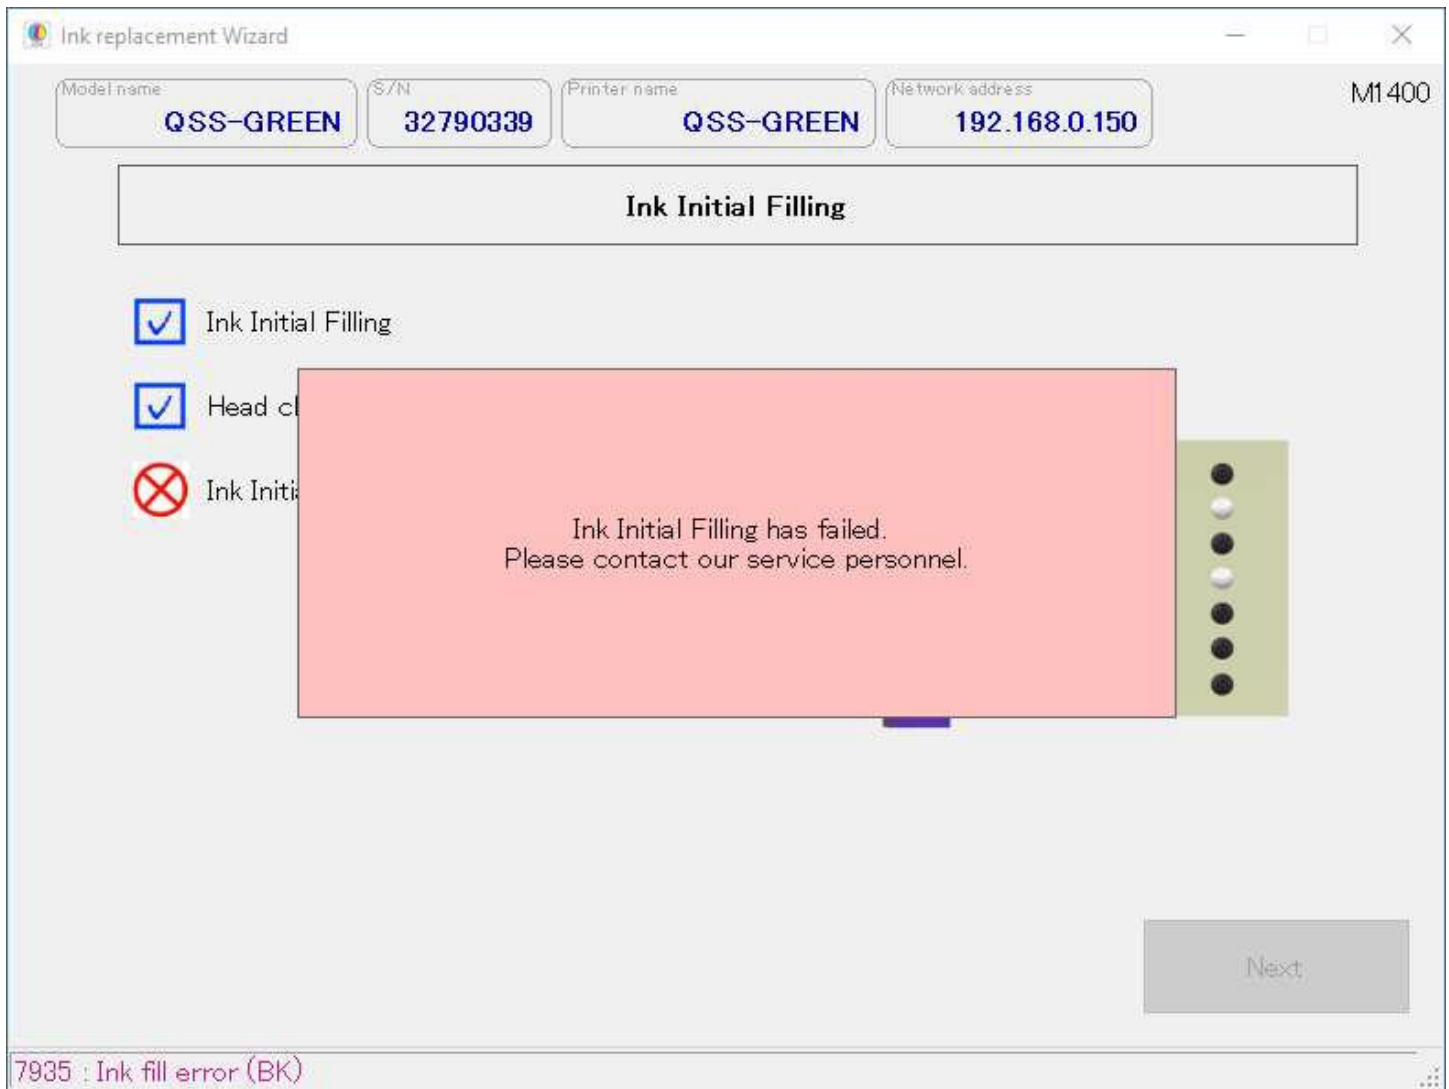 Ink replacement Wizard
Model name
QSS-GREEN
S/N
32790339
Printer name
QSS-GREEN
Network address
192.168.0.150
M1400
Ink Initial Filling
Ink Initial Filling
Head cl
Ink Initia
Ink Initial Filling has failed.
Please contact our service personnel.
Next
7935 : Ink fill error (BK)